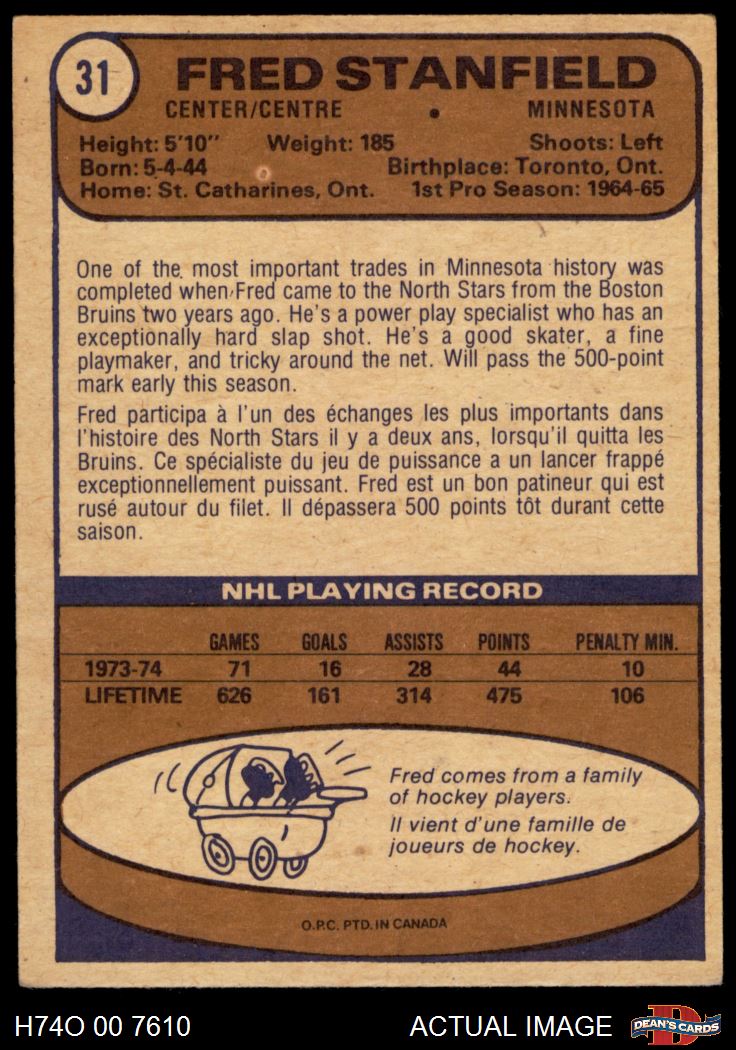 31
FRED STANFIELD
CENTER/CENTRE • MINNESOTA
Height: 5'10" Weight: 185 Shoots: Left
Born: 5-4-44 Birthplace: Toronto, Ont.
Home: St. Catharines, Ont. 1st Pro Season: 1964-65
One of the most important trades in Minnesota history was
completed when Fred came to the North Stars from the Boston
Bruins two years ago. He's a power play specialist who has an
exceptionally hard slap shot. He's a good skater, a fine
playmaker, and tricky around the net. Will pass the 500-point
mark early this season.
Fred participa à l'un des échanges les plus importants dans
l'histoire des North Stars il y a deux ans, lorsqu'il quitta les
Bruins. Ce spécialiste du jeu de puissance a un lancer frappé
exceptionnellement puissant. Fred est un bon patineur qui est
rusé autour du filet. Il dépassera 500 points tôt durant cette
saison.
NHL PLAYING RECORD
GAMES GOALS ASSISTS POINTS PENALTY MIN.
1973-74 71 16 28 44 10
LIFETIME 626 161 314 475 106
Fred comes from a family
of hockey players.
Il vient d'une famille de
joueurs de hockey.
O.P.C. PTD. IN CANADA
H74O 00 7610 ACTUAL IMAGE DEAN'S CARDS